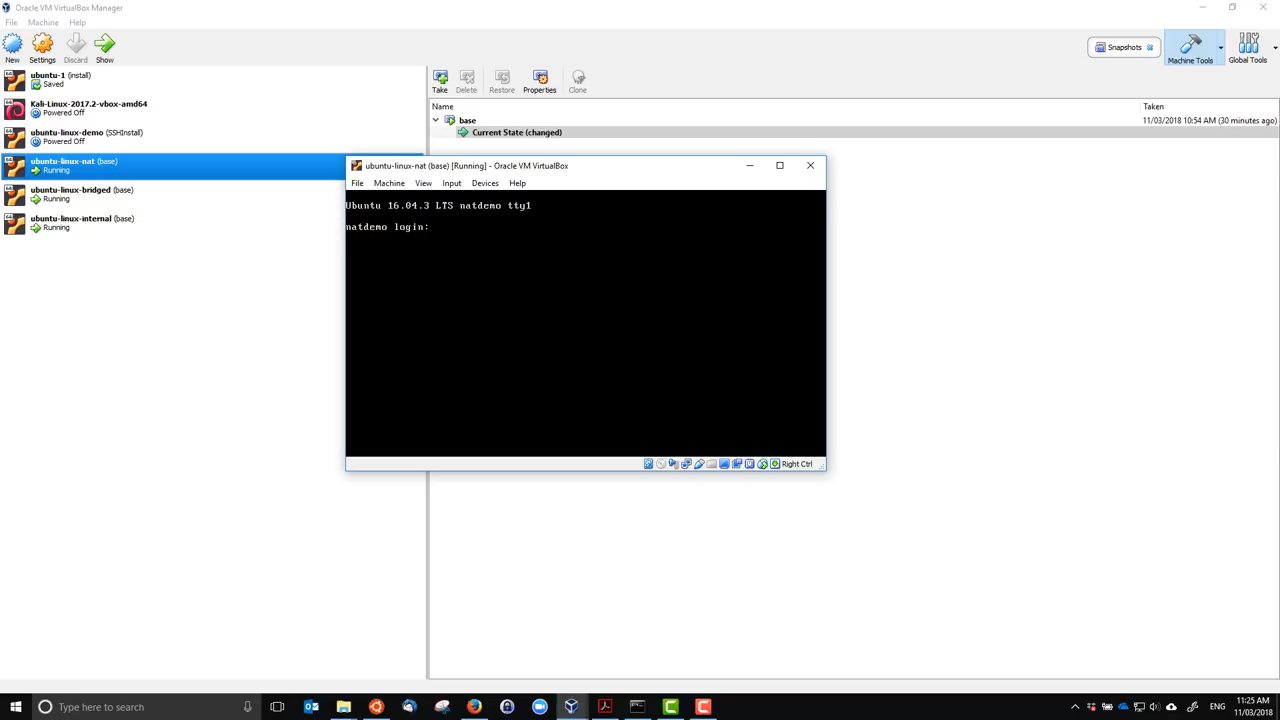 Oracle VM VirtualBox Manager
File Machine Help
New Settings Discard Show
Snapshots
Machine Tools
Global Tools
ubuntu-1 (install)
Saved
Kali-Linux-2017.2-vbox-amd64
Powered Off
ubuntu-linux-demo (SSHInstall)
Powered Off
ubuntu-linux-nat (base)
Running
ubuntu-linux-bridged (base)
Running
ubuntu-linux-internal (base)
Running
Take Delete Restore Properties Clone
Name Taken
base 11/03/2018 10:54 AM (30 minutes ago)
Current State (changed)
ubuntu-linux-nat (base) [Running] - Oracle VM VirtualBox
File Machine View Input Devices Help
Ubuntu 16.04.3 LTS natdemo tty1
natdemo login:
Right Ctrl
Type here to search
ENG
11:25 AM
11/03/2018